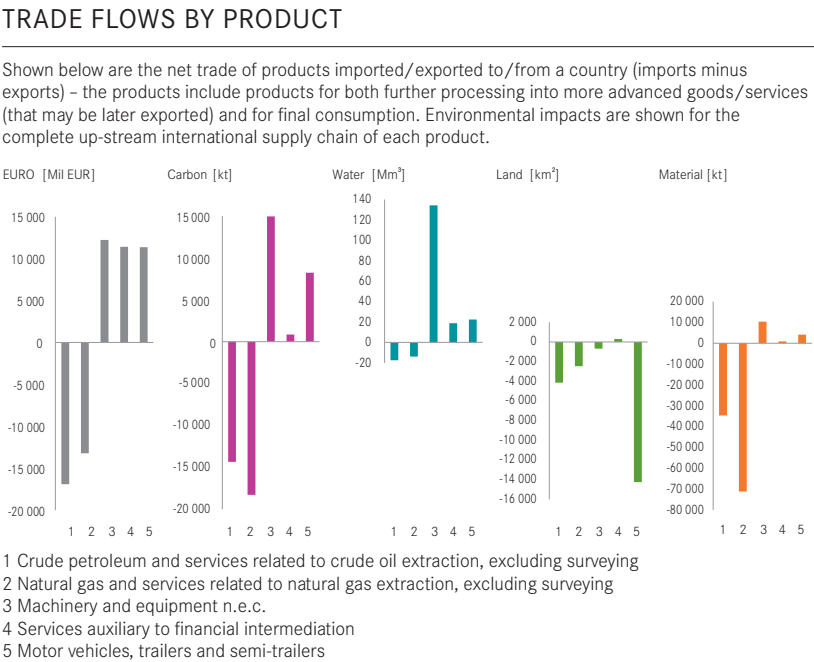 TRADE FLOWS BY PRODUCT
Shown below are the net trade of products imported/exported to/from a country (imports minus
exports) – the products include products for both further processing into more advanced goods/services
(that may be later exported) and for final consumption. Environmental impacts are shown for the
complete up-stream international supply chain of each product.
EURO [Mil EUR]
15 000
10 000
5 000
0
-5 000
-10 000
-15 000
-20 000
1 2 3 4 5
Carbon [kt]
15 000
10 000
5 000
0
-5 000
-10 000
-15 000
-20 000
1 2 3 4 5
Water [Mm³]
140
120
100
80
60
40
20
0
-20
1 2 3 4 5
Land [km²]
2 000
0
-2 000
-4 000
-6 000
-8 000
-10 000
-12 000
-14 000
-16 000
1 2 3 4 5
Material [kt]
20 000
10 000
0
-10 000
-20 000
-30 000
-40 000
-50 000
-60 000
-70 000
-80 000
1 2 3 4 5
1 Crude petroleum and services related to crude oil extraction, excluding surveying
2 Natural gas and services related to natural gas extraction, excluding surveying
3 Machinery and equipment n.e.c.
4 Services auxiliary to financial intermediation
5 Motor vehicles, trailers and semi-trailers